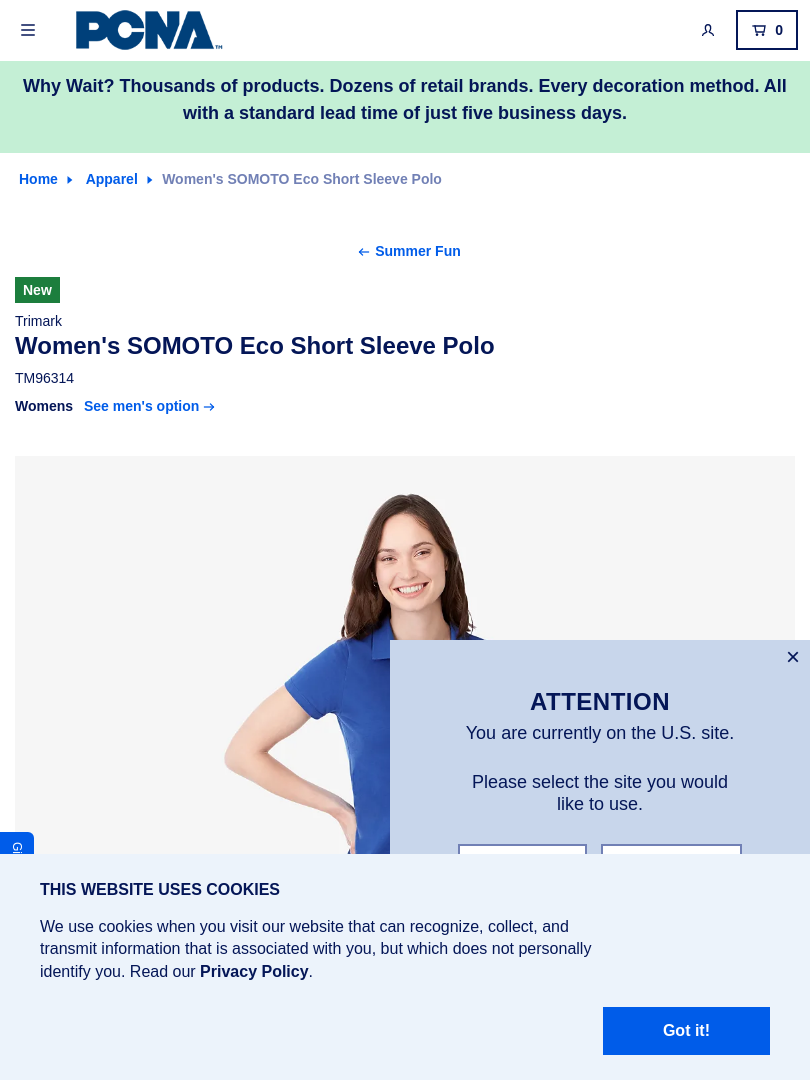 PCNA™
0
Why Wait? Thousands of products. Dozens of retail brands. Every decoration method. All
with a standard lead time of just five business days.
Home Apparel Women's SOMOTO Eco Short Sleeve Polo
Summer Fun
New
Trimark
Women's SOMOTO Eco Short Sleeve Polo
TM96314
Womens See men's option
ATTENTION
You are currently on the U.S. site.
Please select the site you would
like to use.
THIS WEBSITE USES COOKIES
We use cookies when you visit our website that can recognize, collect, and
transmit information that is associated with you, but which does not personally
identify you. Read our Privacy Policy.
Got it!